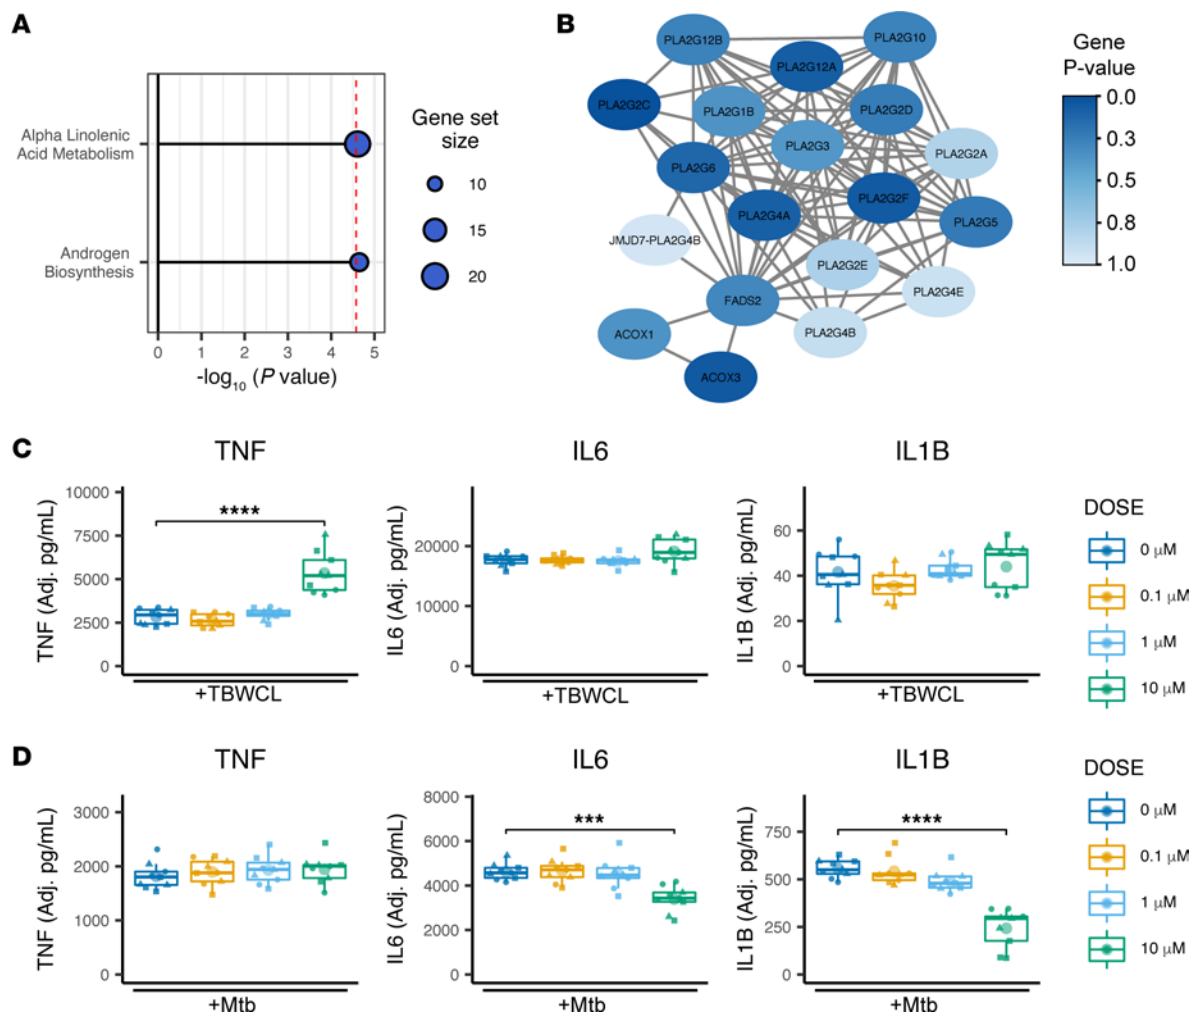 A
Alpha Linolenic
Acid Metabolism
Androgen
Biosynthesis
0 1 2 3 4 5
-log10 (P value)
Gene set
size
10
15
20
B
PLA2G12B
PLA2G10
PLA2G12A
PLA2G2C
PLA2G1B
PLA2G2D
PLA2G3
PLA2G2A
PLA2G6
PLA2G4A
PLA2G2F
PLA2G5
JMJD7-PLA2G4B
PLA2G2E
FADS2
PLA2G4E
ACOX1
PLA2G4B
ACOX3
Gene
P-value
0.0
0.3
0.5
0.8
1.0
C
TNF
TNF (Adj. pg/mL)
10000
7500
5000
2500
0
****
+TBWCL
IL6
IL6 (Adj. pg/mL)
20000
10000
0
+TBWCL
IL1B
IL1B (Adj. pg/mL)
60
40
20
0
+TBWCL
DOSE
0 μM
0.1 μM
1 μM
10 μM
D
TNF
TNF (Adj. pg/mL)
3000
2000
1000
0
+Mtb
IL6
IL6 (Adj. pg/mL)
8000
6000
4000
2000
0
***
+Mtb
IL1B
IL1B (Adj. pg/mL)
750
500
250
0
****
+Mtb
DOSE
0 μM
0.1 μM
1 μM
10 μM